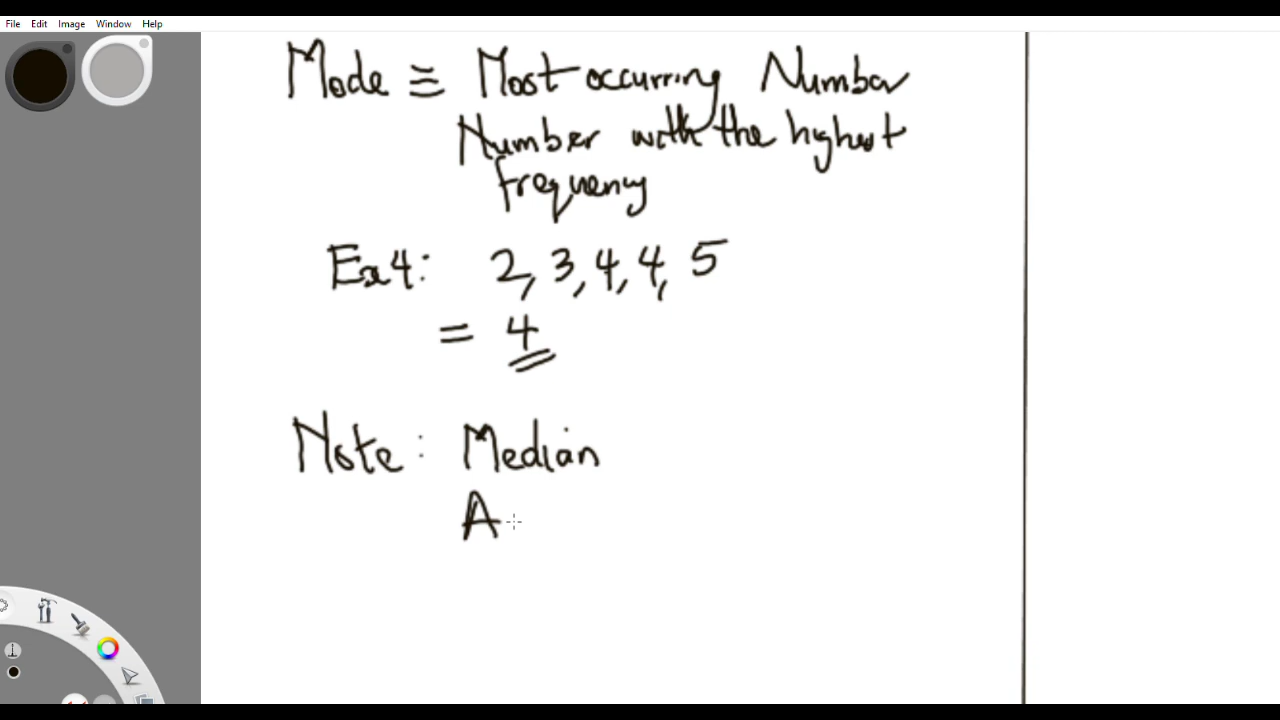 File Edit Image Window Help
Mode ≡ Most occurring Number
Number with the highest
frequency
Ex4: 2, 3, 4, 4, 5
= 4
Note: Median
A